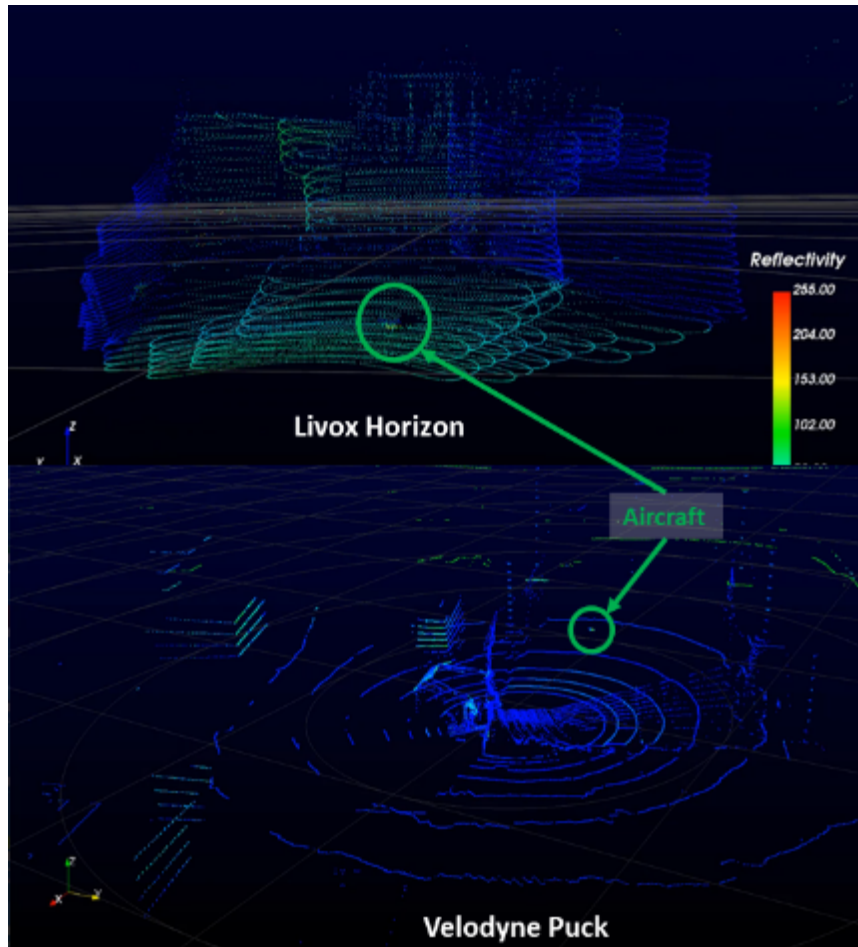 Reflectivity
255.00
204.00
153.00
102.00
Livox Horizon
Z
Y X
Aircraft
Z
X Y
Velodyne Puck